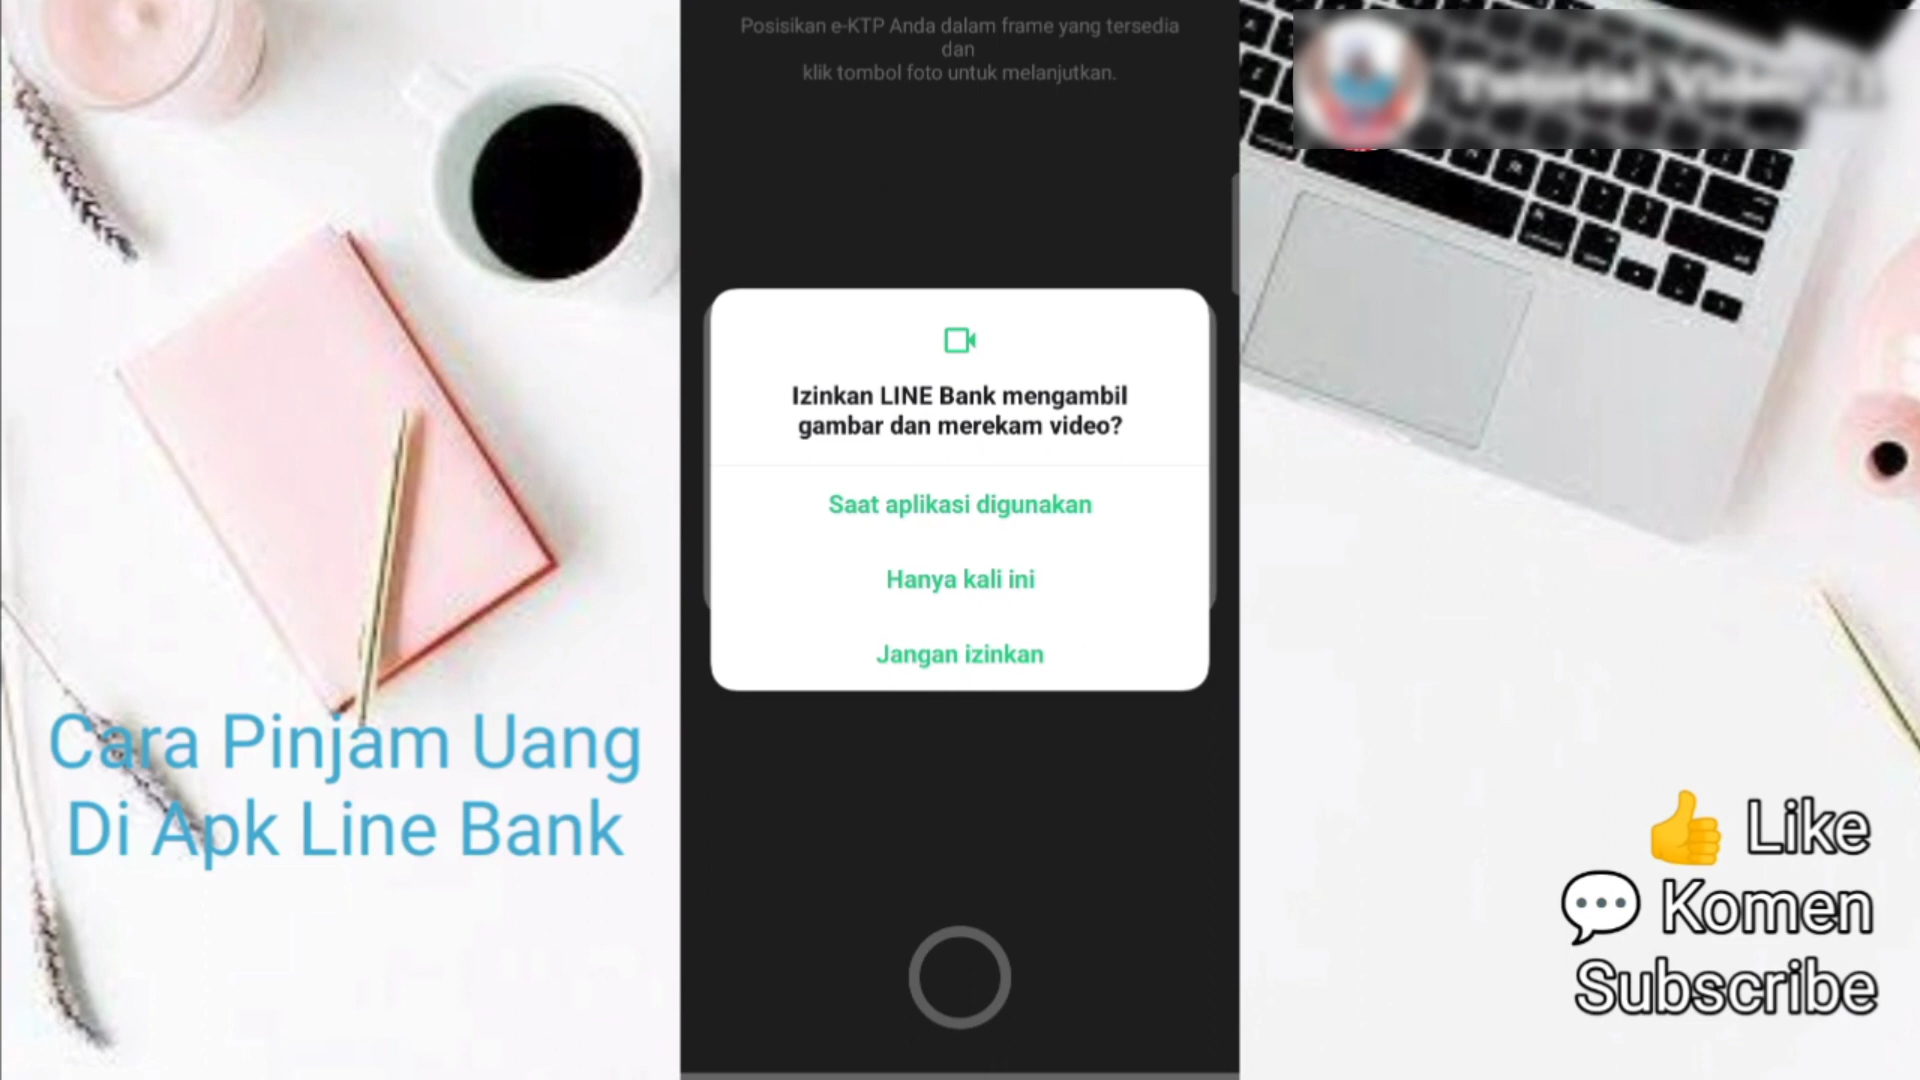 Posisikan e-KTP Anda dalam frame yang tersedia
dan
klik tombol foto untuk melanjutkan.
Tutorial Video
Izinkan LINE Bank mengambil
gambar dan merekam video?
Saat aplikasi digunakan
Hanya kali ini
Jangan izinkan
Cara Pinjam Uang
Di Apk Line Bank
👍 Like
💬 Komen
Subscribe